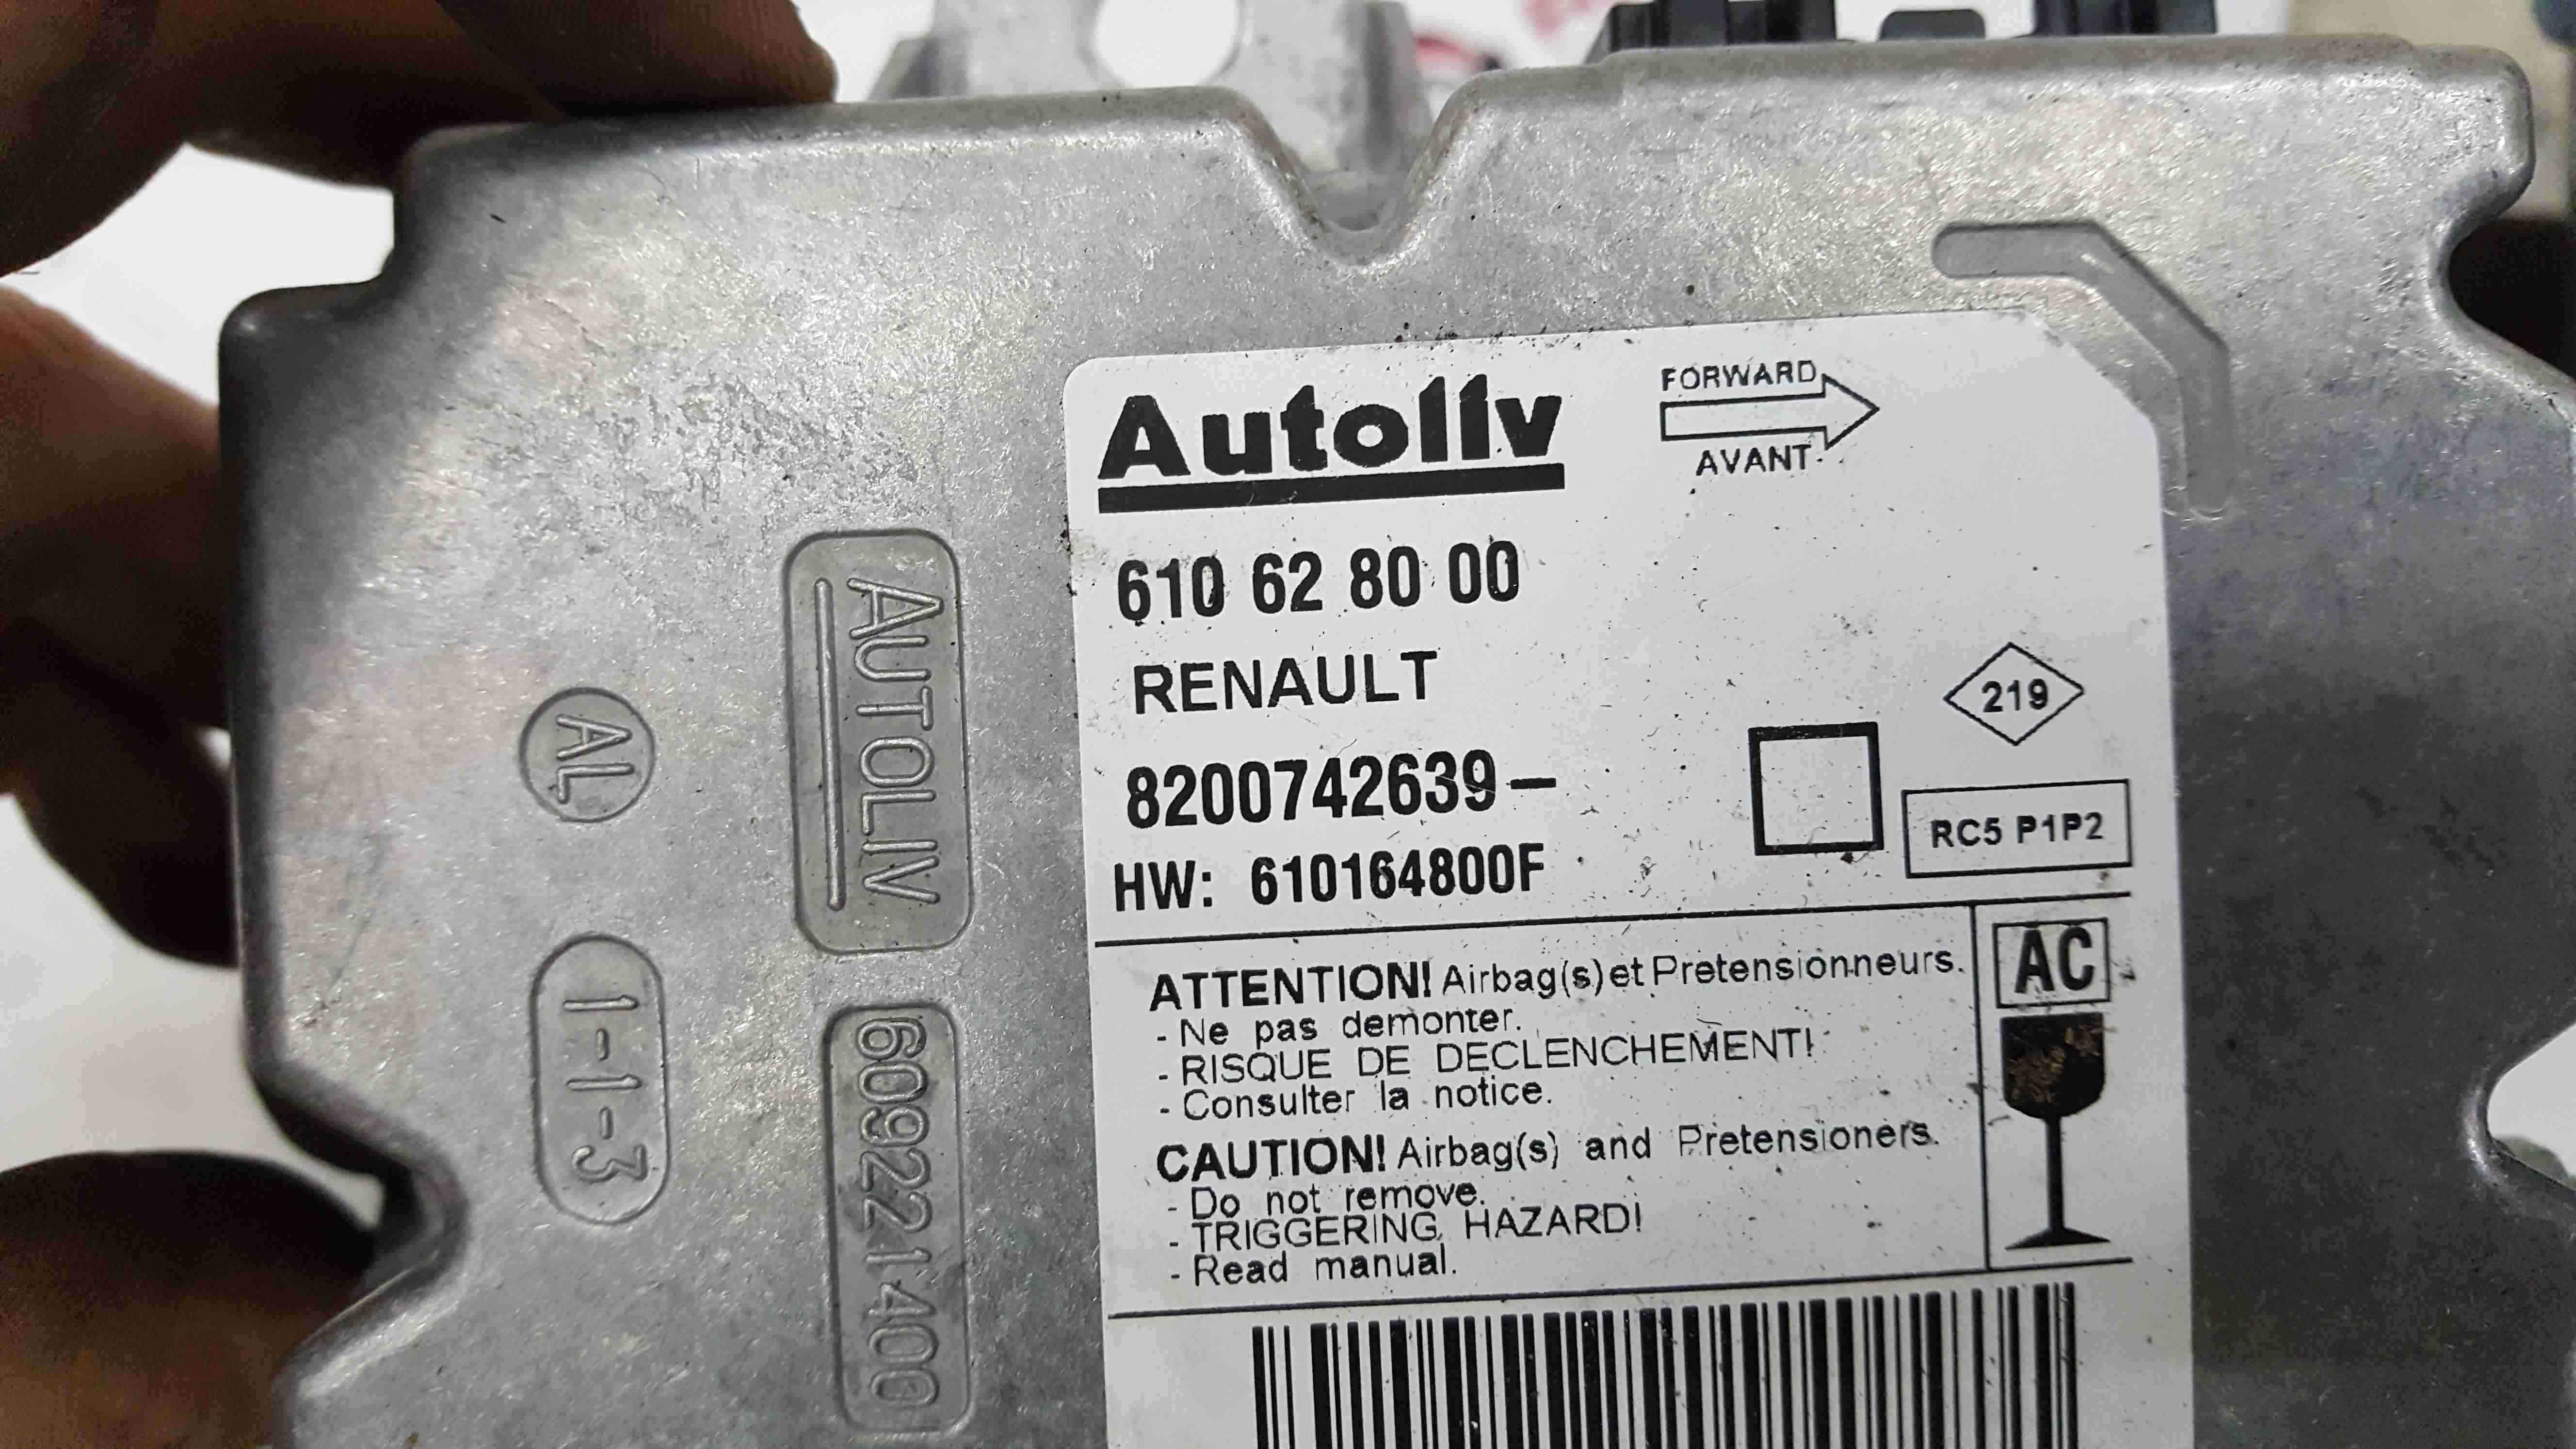 AUTOLIV
AL
1-1-3
609221400
Autoliv
FORWARD
AVANT
610 62 80 00
RENAULT
219
8200742639-
RC5 P1P2
HW: 610164800F
ATTENTION! Airbag(s) et Pretensionneurs.
- Ne pas demonter.
- RISQUE DE DECLENCHEMENT!
- Consulter la notice.
AC
CAUTION! Airbag(s) and Pretensioners.
- Do not remove.
- TRIGGERING HAZARD!
- Read manual.